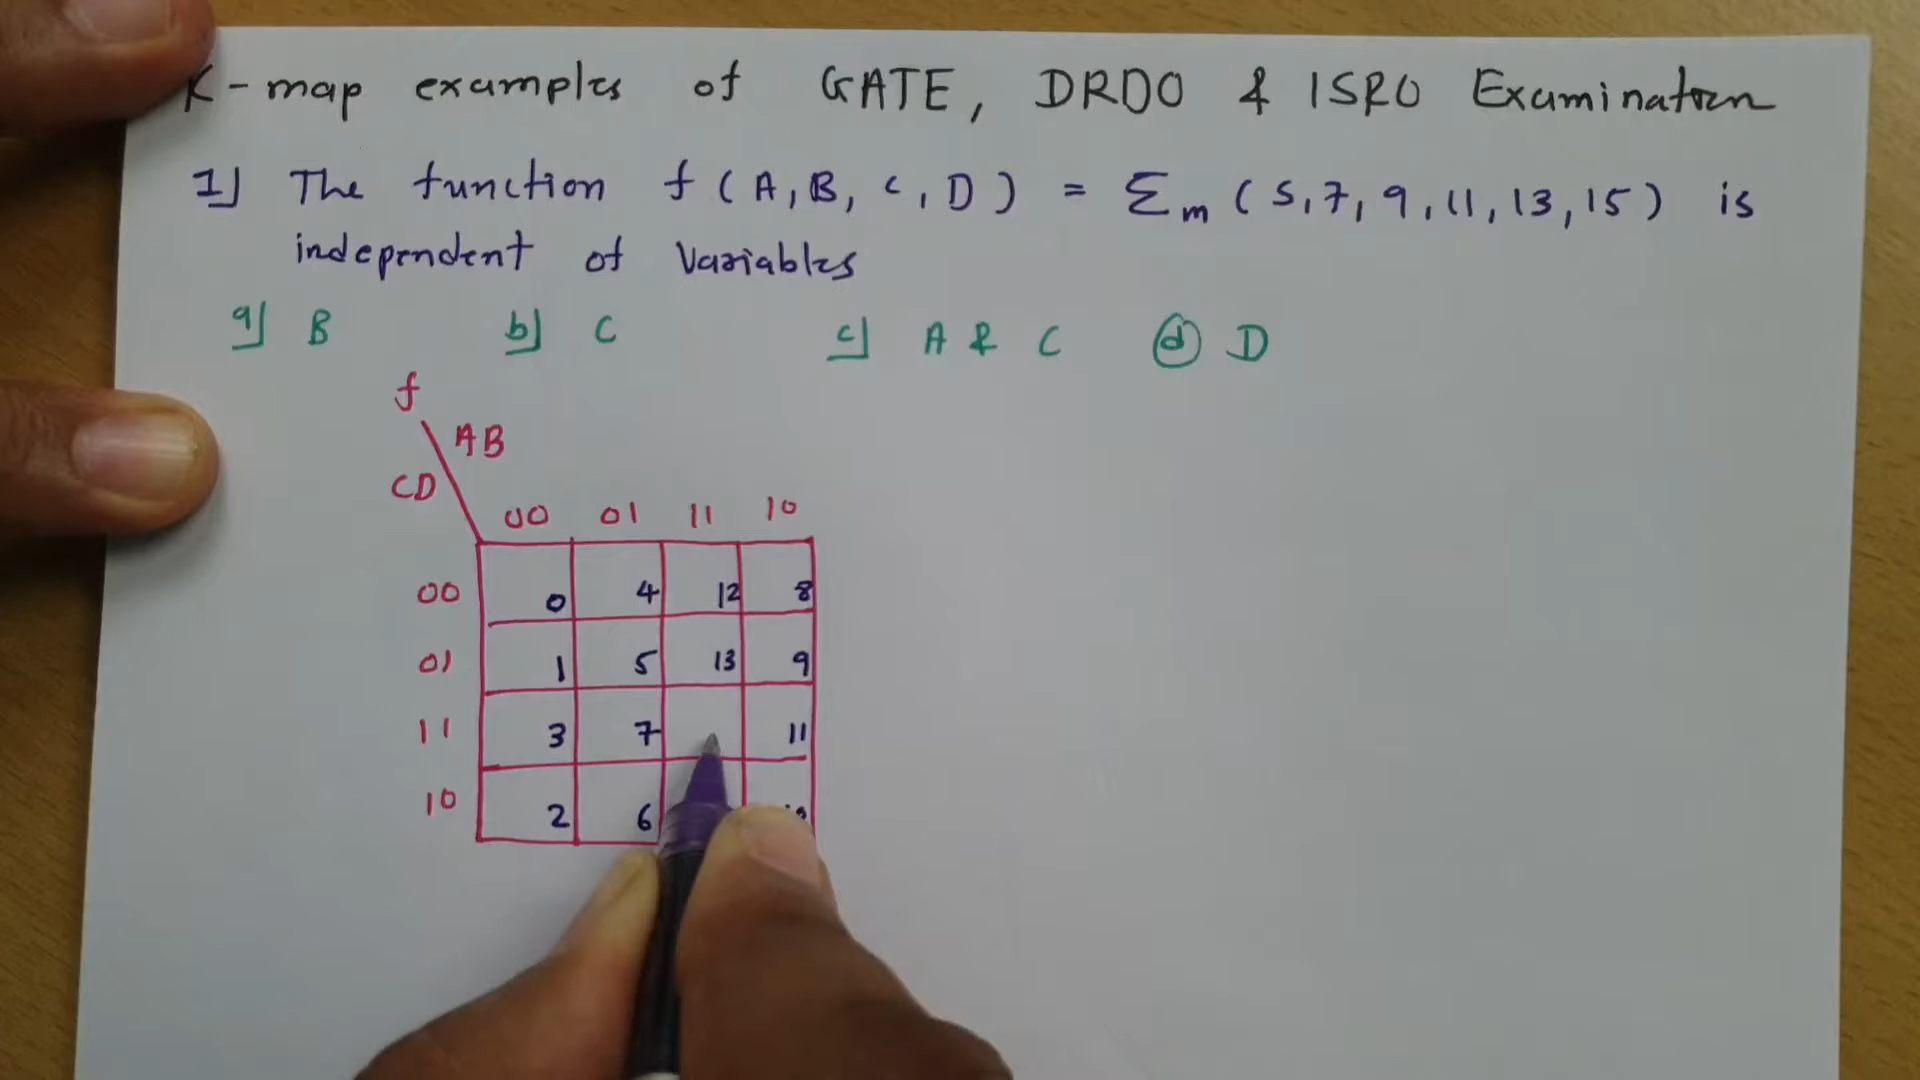 K-map examples of GATE, DRDO & ISRO Examination
1] The function f(A,B,C,D) = Σm(5,7,9,11,13,15) is
independent of Variables
a] B b] C c] A & C d D
f
AB
CD
00 01 11 10
00 0 4 12 8
01 1 5 13 9
11 3 7 11
10 2 6